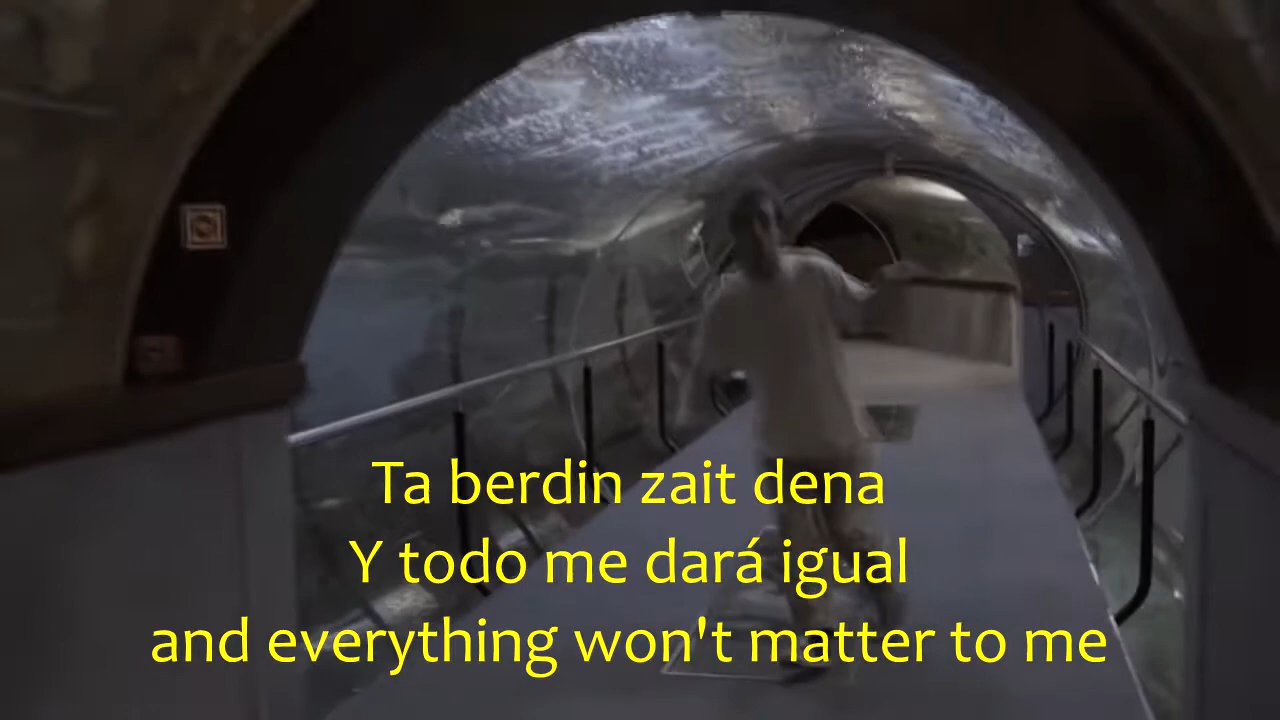 Ta berdin zait dena
Y todo me dará igual
and everything won't matter to me